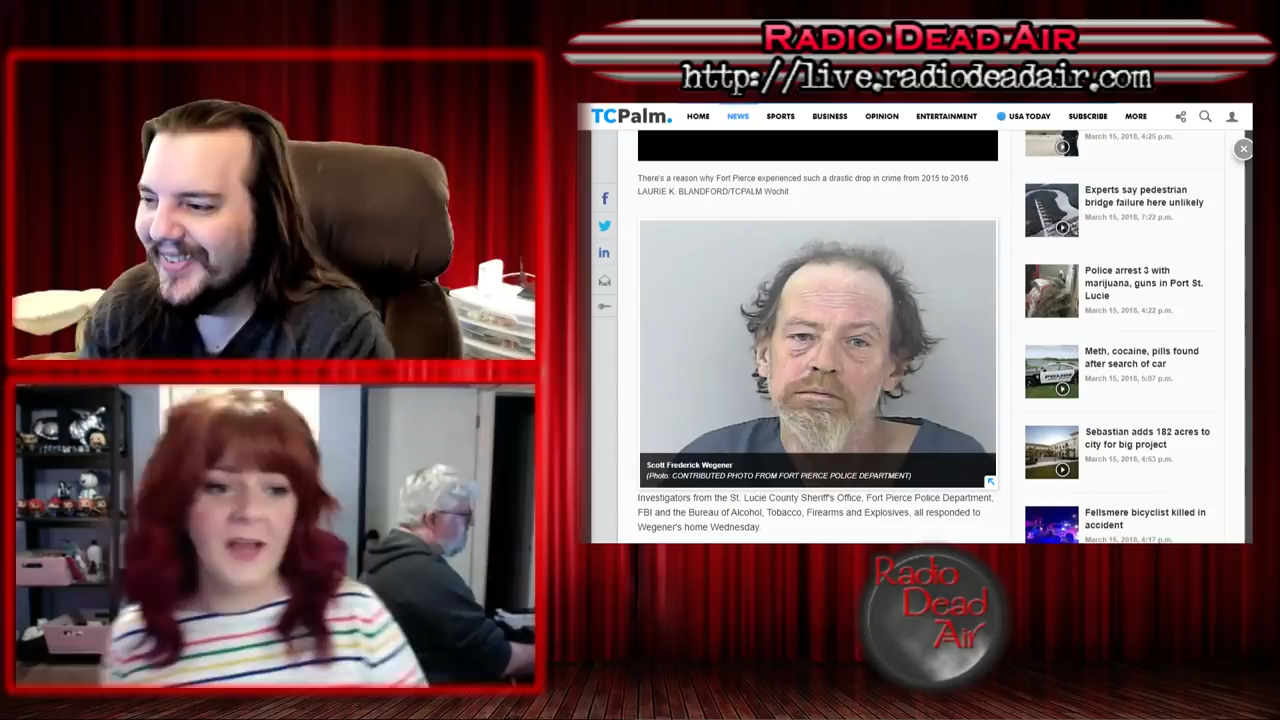 RADIO DEAD AIR
http://live.radiodeadair.com
TCPalm.
HOME
NEWS
SPORTS
BUSINESS
OPINION
ENTERTAINMENT
USA TODAY
SUBSCRIBE
MORE
There's a reason why Fort Pierce experienced such a drastic drop in crime from 2015 to 2016.
LAURIE K. BLANDFORD/TCPALM Wochit
Scott Frederick Wegener
(Photo: CONTRIBUTED PHOTO FROM FORT PIERCE POLICE DEPARTMENT)
Investigators from the St. Lucie County Sheriff's Office, Fort Pierce Police Department,
FBI and the Bureau of Alcohol, Tobacco, Firearms and Explosives, all responded to
Wegener's home Wednesday.
March 15, 2018, 4:25 p.m.
Experts say pedestrian
bridge failure here unlikely
March 15, 2018, 7:22 p.m.
Police arrest 3 with
marijuana, guns in Port St.
Lucie
March 15, 2018, 4:22 p.m.
Meth, cocaine, pills found
after search of car
March 15, 2018, 5:07 p.m.
Sebastian adds 182 acres to
city for big project
March 15, 2018, 4:53 p.m.
Fellsmere bicyclist killed in
accident
March 15, 2018, 4:17 p.m.
Radio
Dead
Air